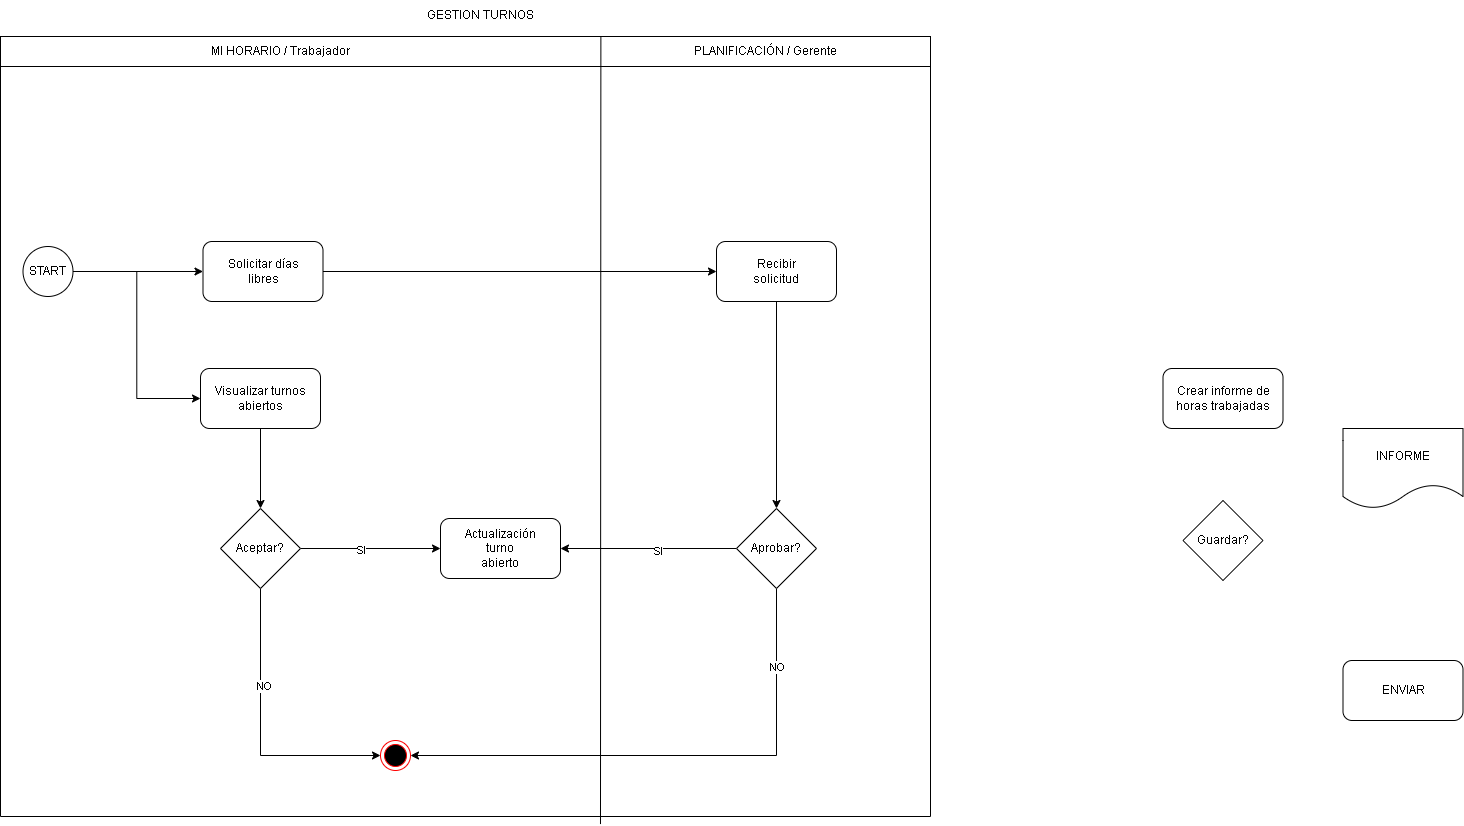 GESTION TURNOS
MI HORARIO / Trabajador
PLANIFICACIÓN / Gerente
START
Solicitar días
libres
Recibir
solicitud
Visualizar turnos
abiertos
Crear informe de
horas trabajadas
INFORME
Aceptar?
SI
Actualización
turno
abierto
SI
Aprobar?
Guardar?
NO
NO
ENVIAR